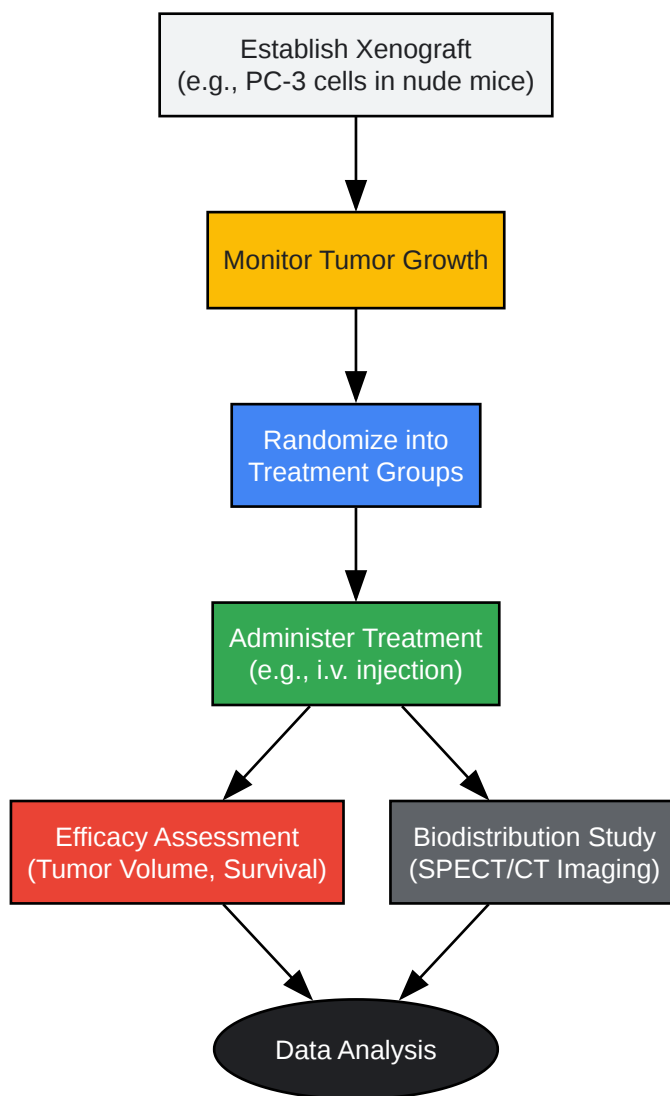 Establish Xenograft
(e.g., PC-3 cells in nude mice)
Monitor Tumor Growth
Randomize into
Treatment Groups
Administer Treatment
(e.g., i.v. injection)
Efficacy Assessment
(Tumor Volume, Survival)
Biodistribution Study
(SPECT/CT Imaging)
Data Analysis